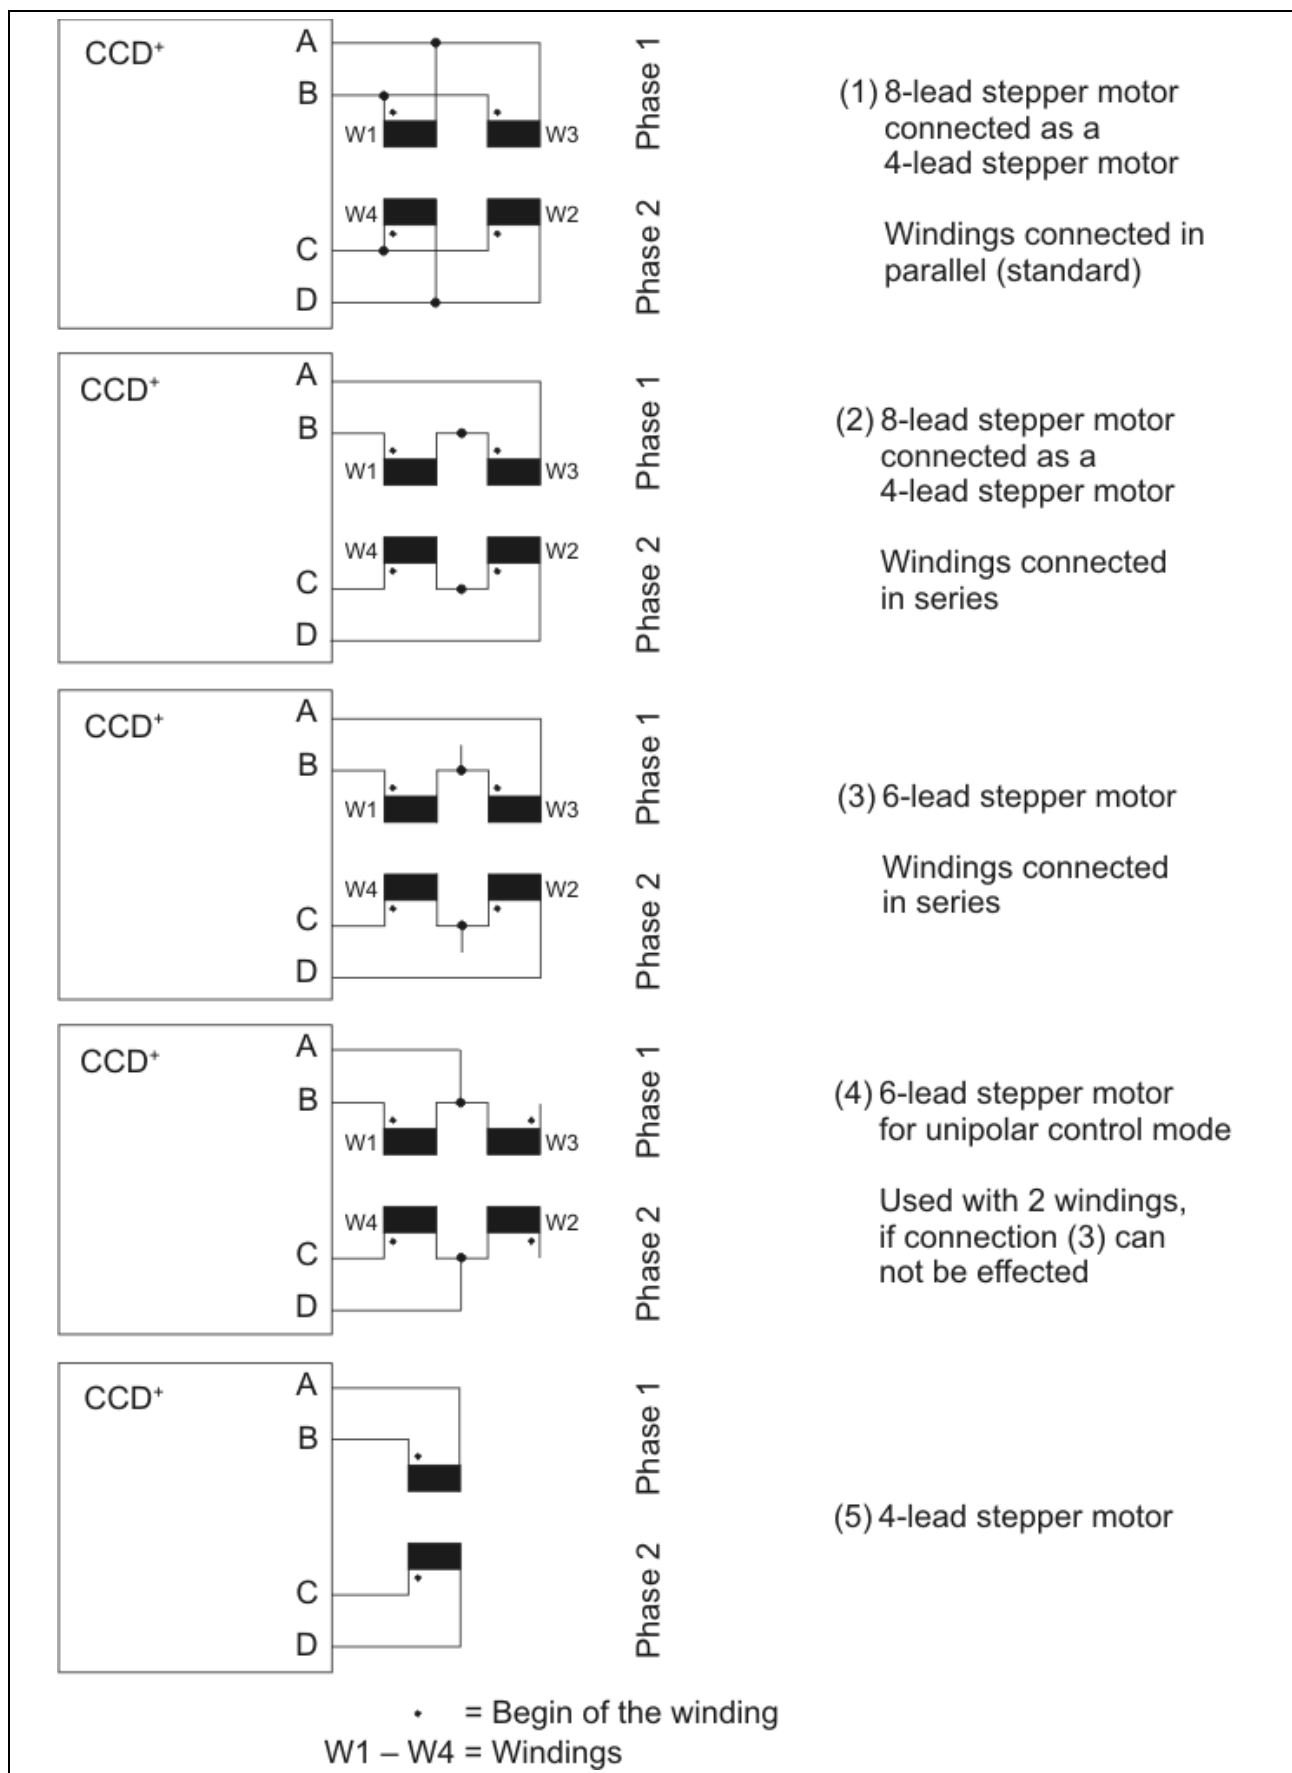 CCD⁺
A
B
C
D
W1
W3
W4
W2
Phase 1
Phase 2
(1) 8-lead stepper motor
connected as a
4-lead stepper motor
Windings connected in
parallel (standard)
CCD⁺
A
B
C
D
W1
W3
W4
W2
Phase 1
Phase 2
(2) 8-lead stepper motor
connected as a
4-lead stepper motor
Windings connected
in series
CCD⁺
A
B
C
D
W1
W3
W4
W2
Phase 1
Phase 2
(3) 6-lead stepper motor
Windings connected
in series
CCD⁺
A
B
C
D
W1
W3
W4
W2
Phase 1
Phase 2
(4) 6-lead stepper motor
for unipolar control mode
Used with 2 windings,
if connection (3) can
not be effected
CCD⁺
A
B
C
D
Phase 1
Phase 2
(5) 4-lead stepper motor
• = Begin of the winding
W1 – W4 = Windings